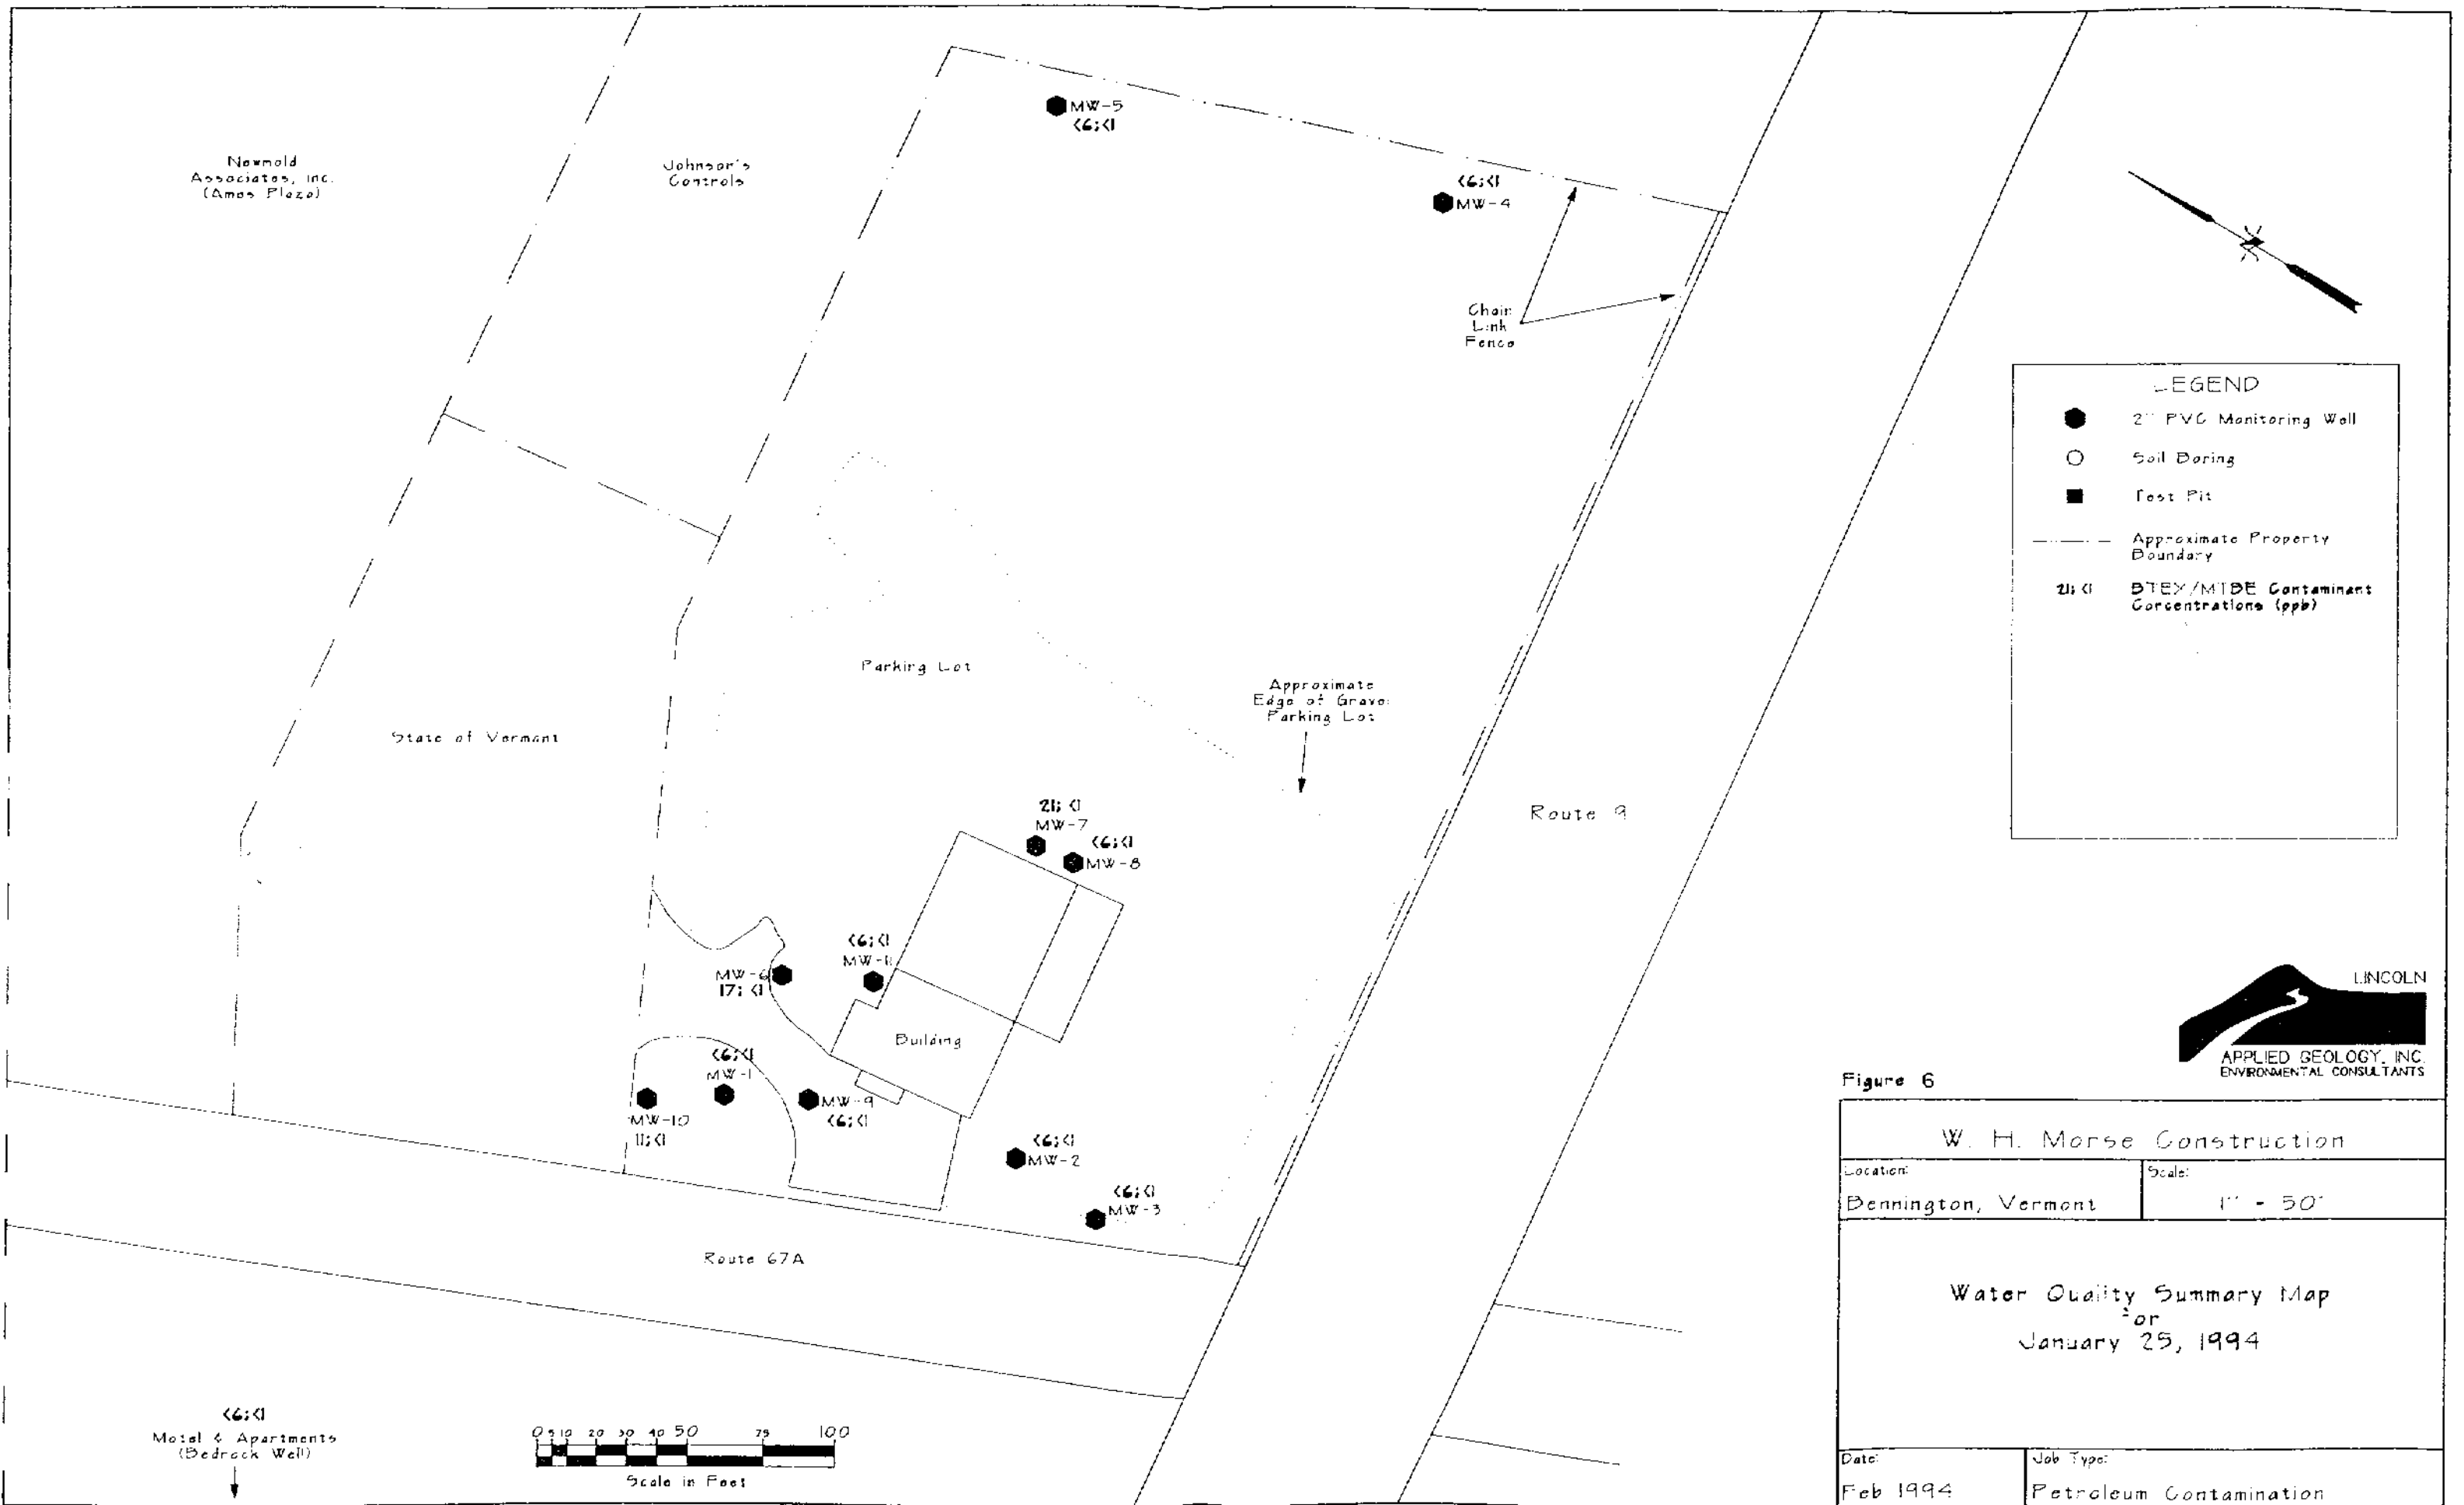 Newmold
Associates, Inc.
(Ames Plaza)
Johnson's
Controls
MW-5
<6;<1
<6;<1
MW-4
Chain
Link
Fence
LEGEND
2" PVC Monitoring Well
Soil Boring
Test Pit
Approximate Property
Boundary
21; <1 BTEX/MTBE Contaminant
Concentrations (ppb)
Parking Lot
State of Vermont
Approximate
Edge of Gravel
Parking Lot
Route 9
21; <1
MW-7
<6;<1
MW-8
<6;<1
MW-11
MW-6
17; <1
Building
<6;<1
MW-1
MW-9
<6;<1
MW-10
11;<1
<6;<1
MW-2
<6;<1
MW-3
Route 67A
<6;<1
Motel & Apartments
(Bedrock Well)
0 5 10 20 30 40 50 75 100
Scale in Feet
LINCOLN
APPLIED GEOLOGY, INC.
ENVIRONMENTAL CONSULTANTS
Figure 6
W. H. Morse Construction
Location:
Bennington, Vermont
Scale:
1" - 50'
Water Quality Summary Map
for
January 25, 1994
Date:
Feb 1994
Job Type:
Petroleum Contamination